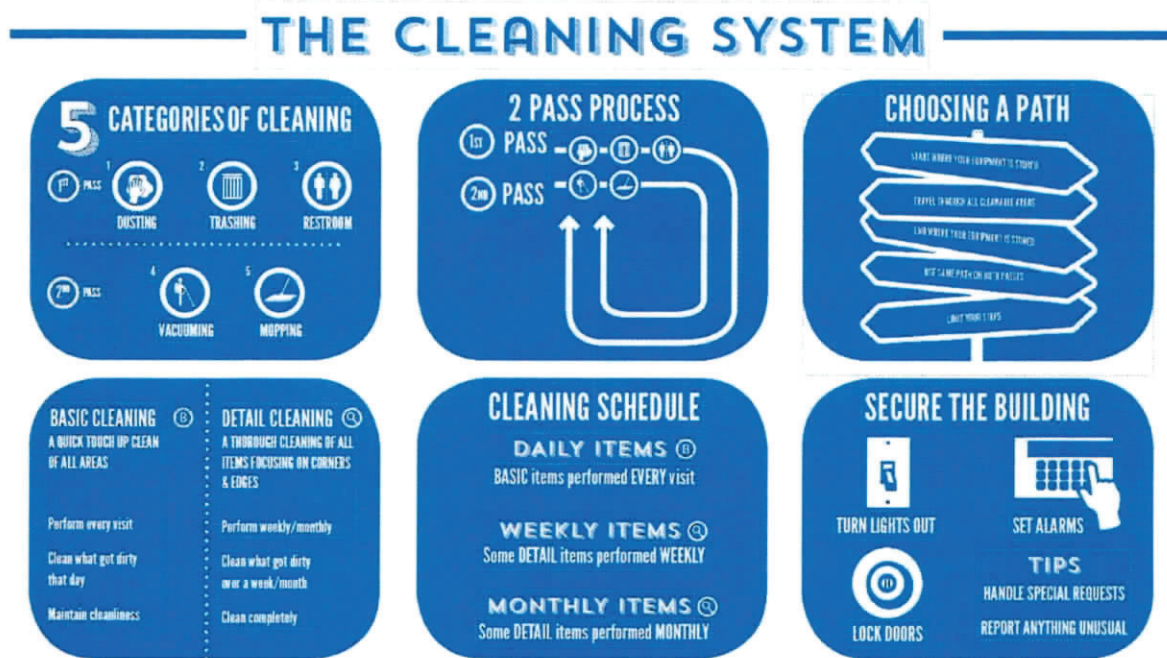 THE CLEANING SYSTEM
5 CATEGORIES OF CLEANING
1ST PASS
1
DUSTING
2
TRASHING
3
RESTROOM
2ND PASS
4
VACUUMING
5
MOPPING
2 PASS PROCESS
1ST PASS
2ND PASS
CHOOSING A PATH
START WHERE YOUR EQUIPMENT IS STORED
TRAVEL THROUGH ALL CLEANABLE AREAS
END WHERE YOUR EQUIPMENT IS STORED
USE SAME PATH ON BOTH PASSES
LIMIT YOUR STEPS
BASIC CLEANING B
A QUICK TOUCH UP CLEAN
OF ALL AREAS
Perform every visit
Clean what got dirty
that day
Maintain cleanliness
DETAIL CLEANING
A THOROUGH CLEANING OF ALL
ITEMS FOCUSING ON CORNERS
& EDGES
Perform weekly/monthly
Clean what got dirty
over a week/month
Clean completely
CLEANING SCHEDULE
DAILY ITEMS B
BASIC items performed EVERY visit
WEEKLY ITEMS
Some DETAIL items performed WEEKLY
MONTHLY ITEMS
Some DETAIL items performed MONTHLY
SECURE THE BUILDING
TURN LIGHTS OUT
SET ALARMS
LOCK DOORS
TIPS
HANDLE SPECIAL REQUESTS
REPORT ANYTHING UNUSUAL